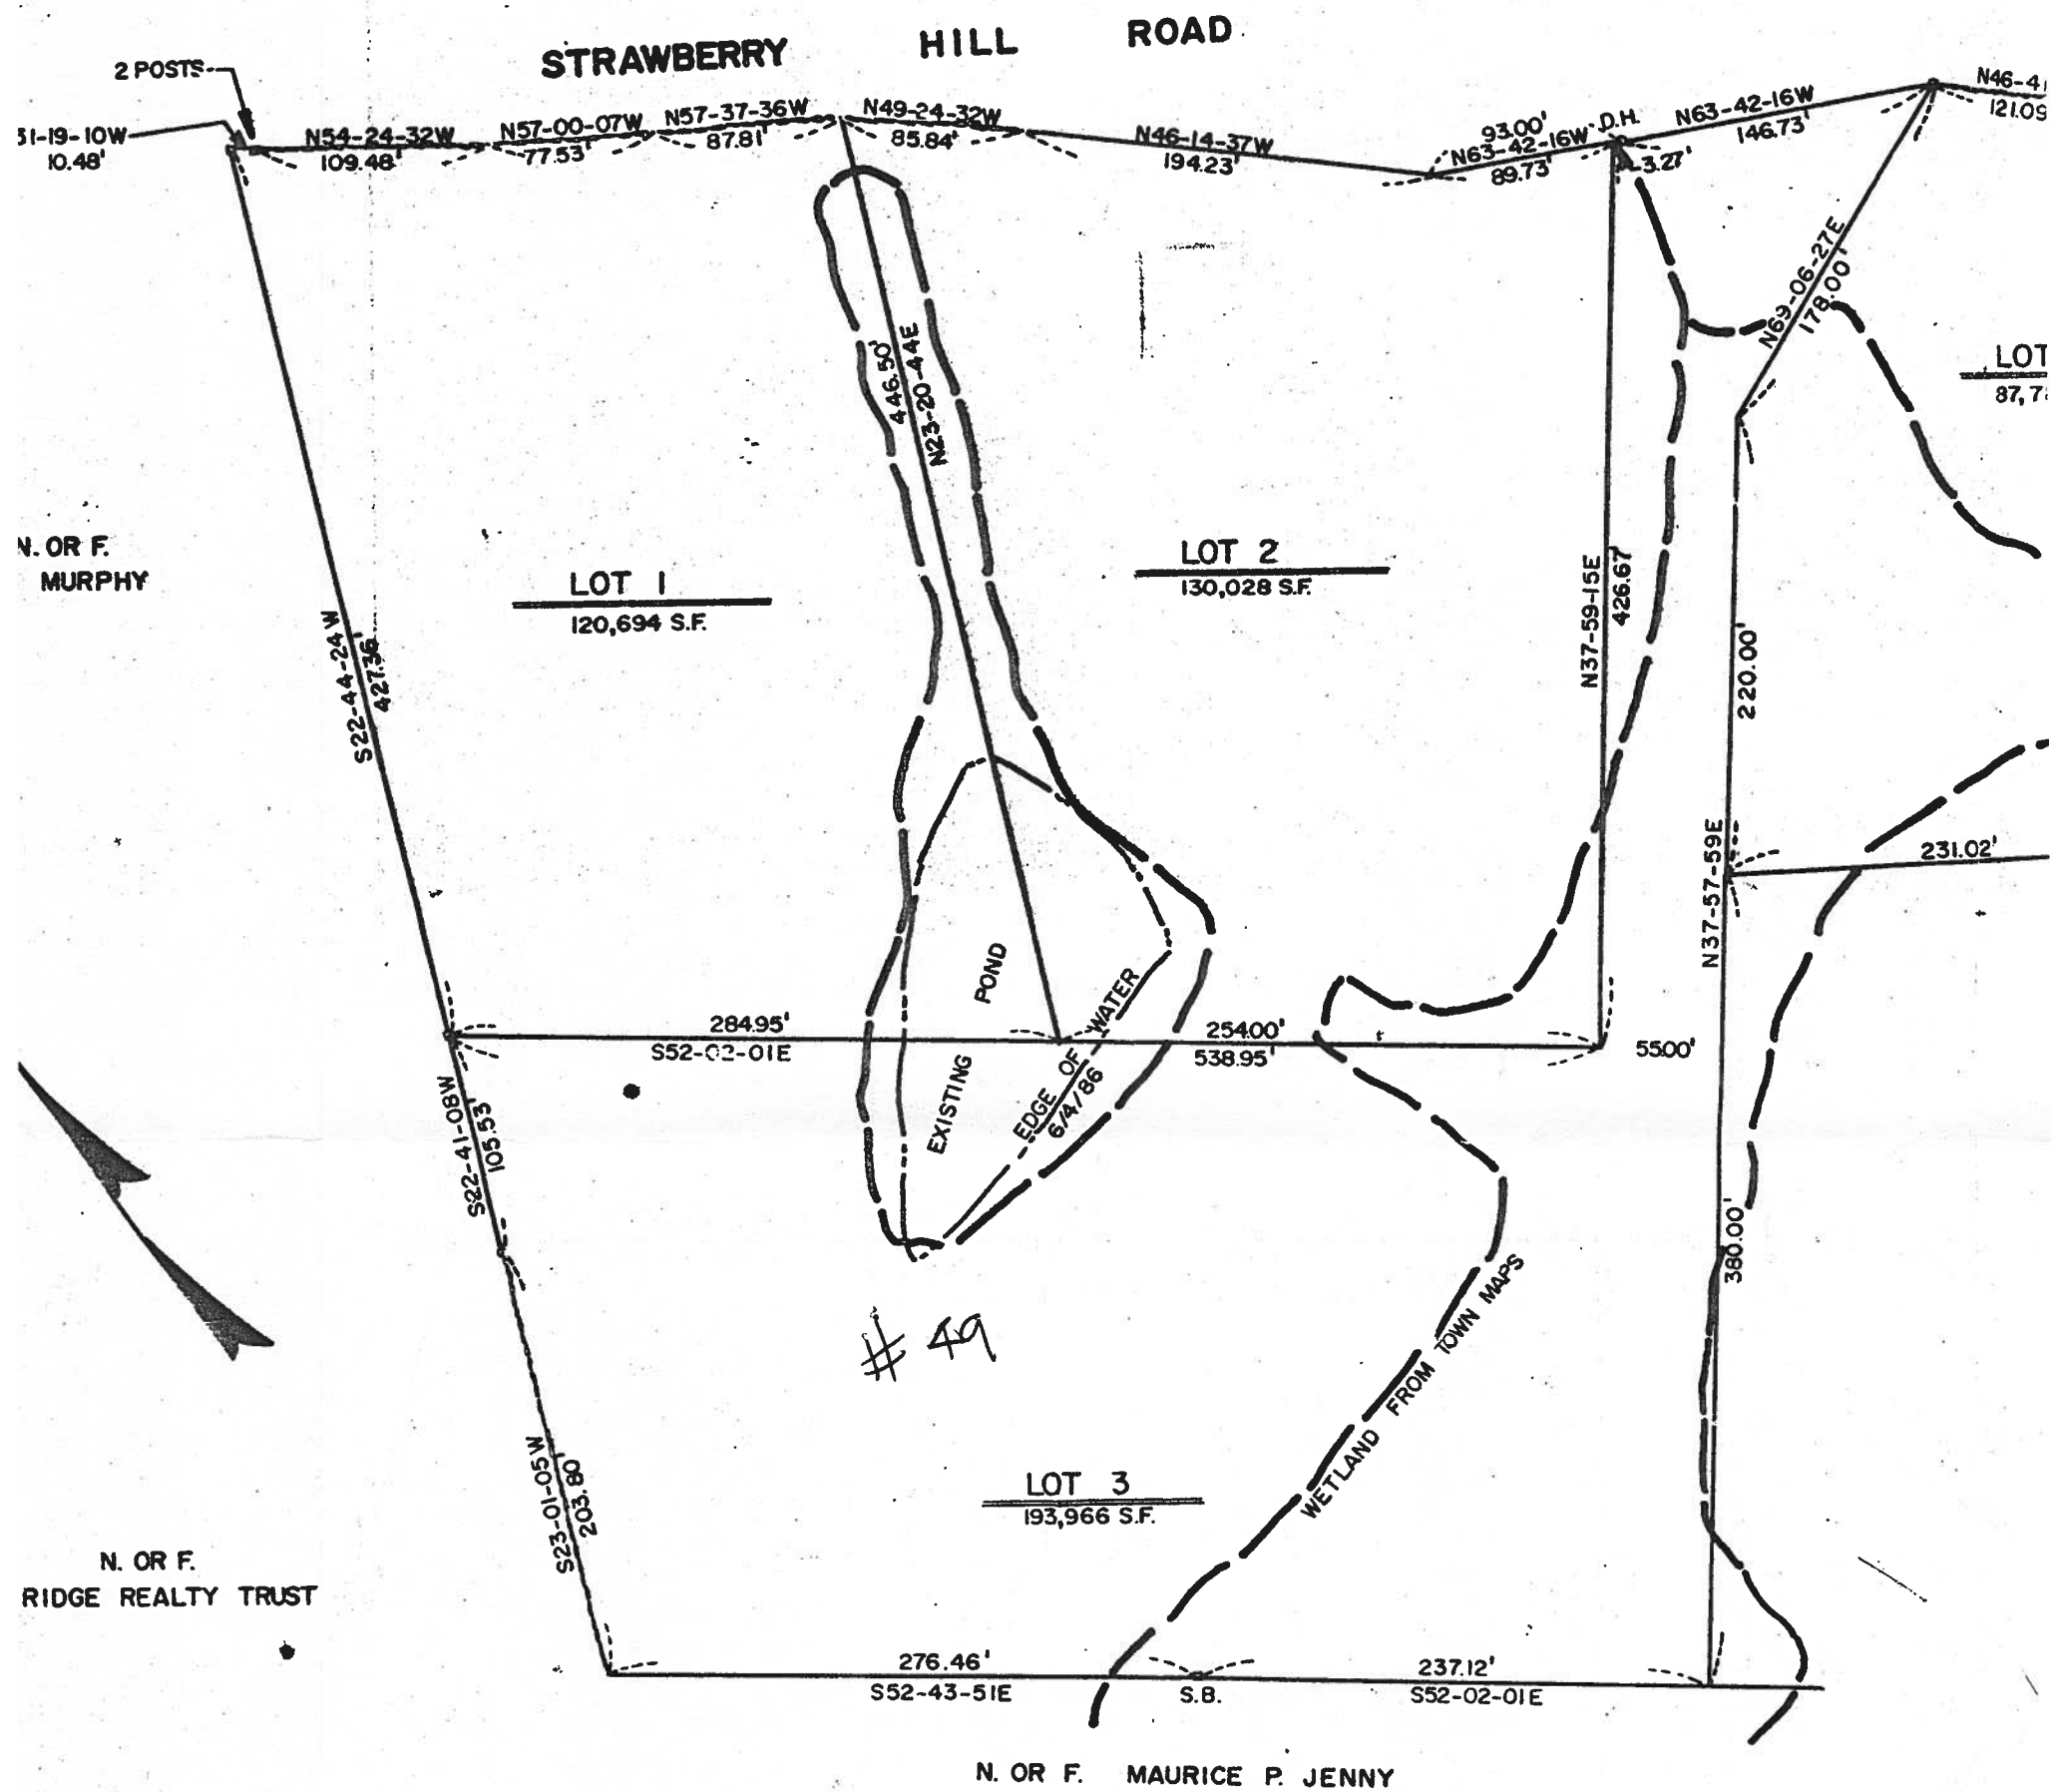 STRAWBERRY HILL ROAD
2 POSTS
31-19-10W
10.48'
N54-24-32W
109.48'
N57-00-07W
77.53'
N57-37-36W
87.81'
N49-24-32W
85.84'
N46-14-37W
194.23'
93.00'
N63-42-16W
89.73'
D.H.
3.27'
N63-42-16W
146.73'
N46-41
121.09
N69-06-27E
178.00'
446.50'
N23-20-44E
LOT
87,7
N. OR F.
MURPHY
LOT 1
120,694 S.F.
LOT 2
130,028 S.F.
N37-59-15E
426.67'
S22-44-24W
427.36'
220.00'
N37-57-59E
231.02'
POND
EXISTING
EDGE OF WATER
6/4/86
284.95'
S52-02-01E
254.00'
538.95'
55.00'
S22-41-08W
105.53'
380.00'
# 49
WETLAND FROM TOWN MAPS
S23-01-05W
203.80'
LOT 3
193,966 S.F.
N. OR F.
RIDGE REALTY TRUST
276.46'
S52-43-51E
S.B.
237.12'
S52-02-01E
N. OR F. MAURICE P. JENNY